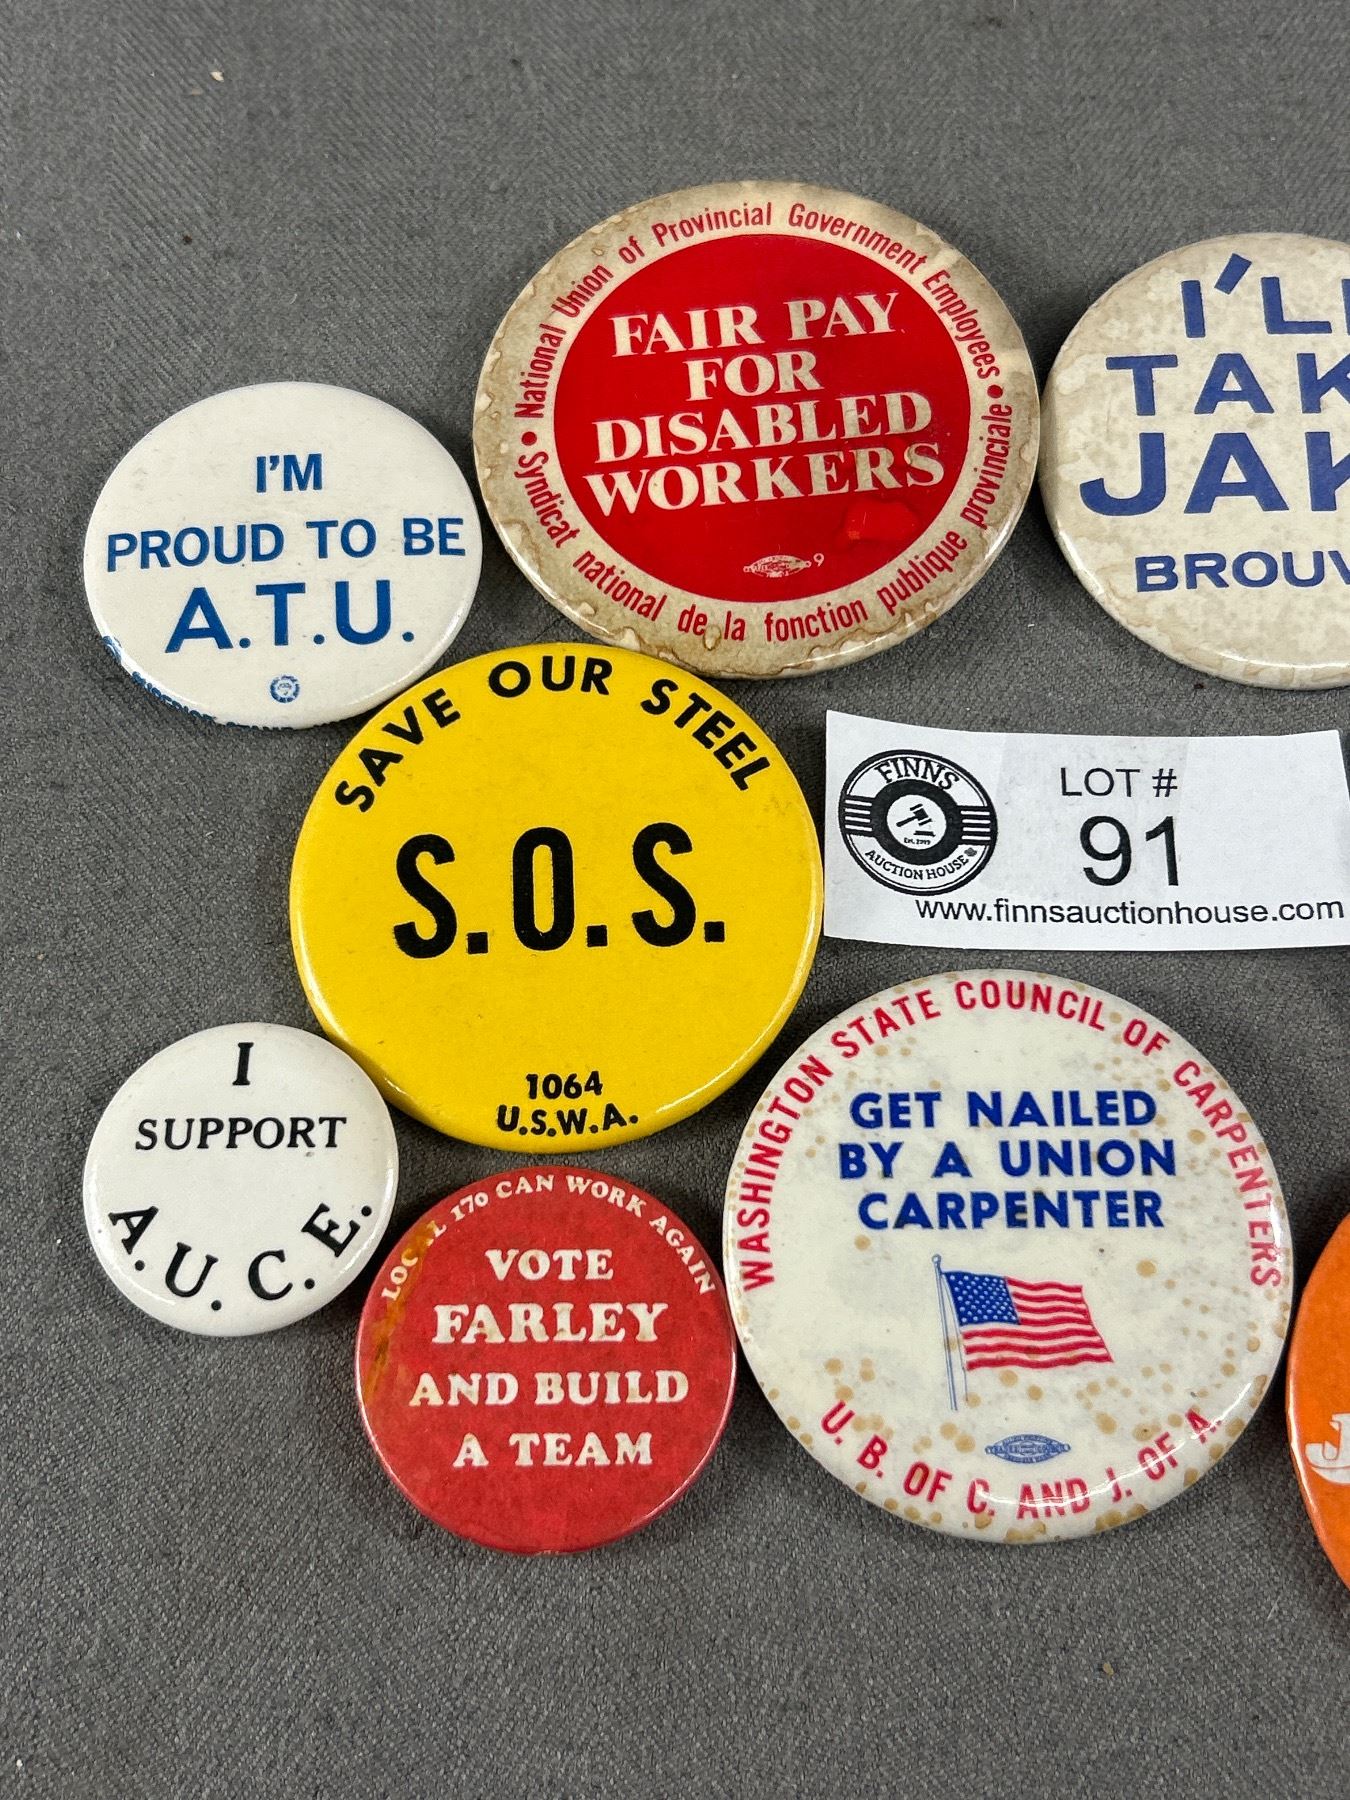 National Union of Provincial Government Employees
FAIR PAY
FOR
DISABLED
WORKERS
9
Syndicat national de la fonction publique provinciale
I'LL
TAK
JAK
BROUW
I'M
PROUD TO BE
A.T.U.
SAVE OUR STEEL
S.O.S.
1064
U.S.W.A.
FINNS
AUCTION HOUSE
LOT #
91
www.finnsauctionhouse.com
I
SUPPORT
A.U.C.E.
LOCAL 170 CAN WORK AGAIN
VOTE
FARLEY
AND BUILD
A TEAM
WASHINGTON STATE COUNCIL OF CARPENTERS
GET NAILED
BY A UNION
CARPENTER
U. B. OF C. AND J. OF A.
J